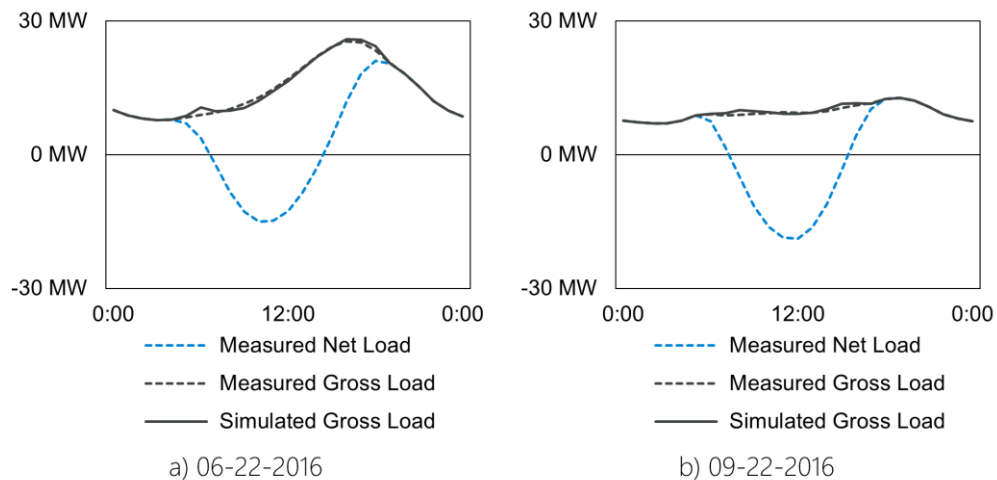 30 MW
0 MW
-30 MW
0:00 12:00 0:00
Measured Net Load
Measured Gross Load
Simulated Gross Load
a) 06-22-2016
30 MW
0 MW
-30 MW
0:00 12:00 0:00
Measured Net Load
Measured Gross Load
Simulated Gross Load
b) 09-22-2016